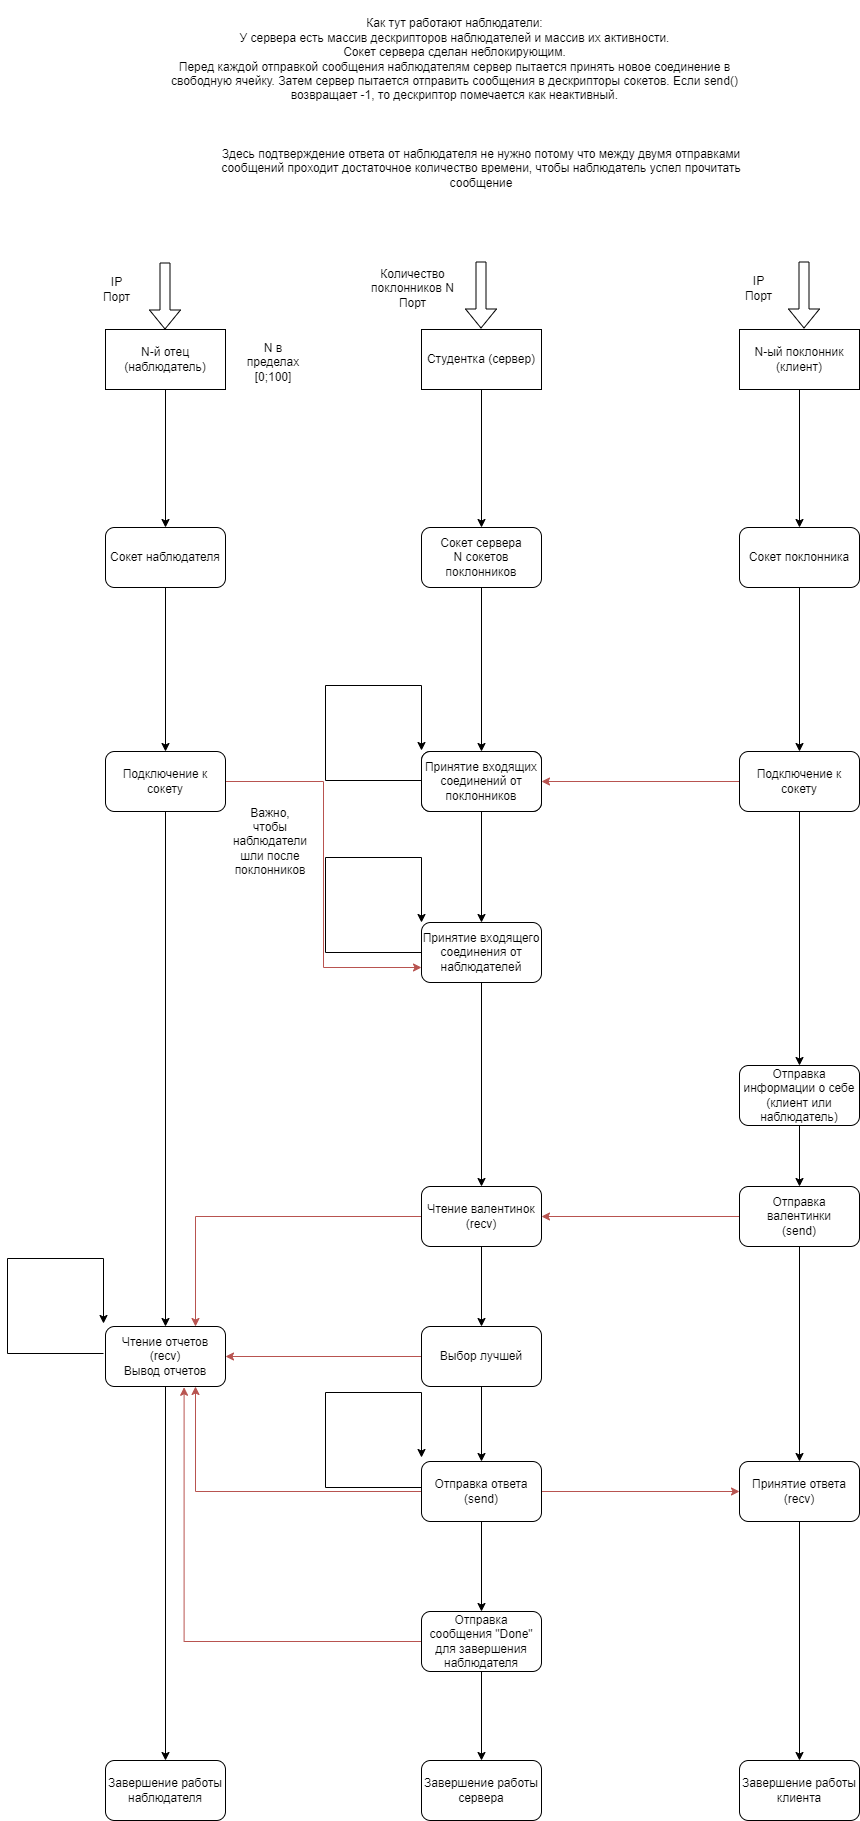 Как тут работают наблюдатели:
У сервера есть массив дескрипторов наблюдателей и массив их активности.
Сокет сервера сделан неблокирующим.
Перед каждой отправкой сообщения наблюдателям сервер пытается принять новое соединение в
свободную ячейку. Затем сервер пытается отправить сообщения в дескрипторы сокетов. Если send()
возвращает -1, то дескриптор помечается как неактивный.
Здесь подтверждение ответа от наблюдателя не нужно потому что между двумя отправками
сообщений проходит достаточное количество времени, чтобы наблюдатель успел прочитать
сообщение
IP
Порт
Количество
поклонников N
Порт
IP
Порт
N-й отец
(наблюдатель)
N в
пределах
[0;100]
Студентка (сервер)
N-ый поклонник
(клиент)
Сокет наблюдателя
Сокет сервера
N сокетов
поклонников
Сокет поклонника
Подключение к
сокету
Принятие входящих
соединений от
поклонников
Подключение к
сокету
Важно,
чтобы
наблюдатели
шли после
поклонников
Принятие входящего
соединения от
наблюдателей
Отправка
информации о себе
(клиент или
наблюдатель)
Чтение валентинок
(recv)
Отправка
валентинки
(send)
Чтение отчетов
(recv)
Вывод отчетов
Выбор лучшей
Отправка ответа
(send)
Принятие ответа
(recv)
Отправка
сообщения "Done"
для завершения
наблюдателя
Завершение работы
наблюдателя
Завершение работы
сервера
Завершение работы
клиента